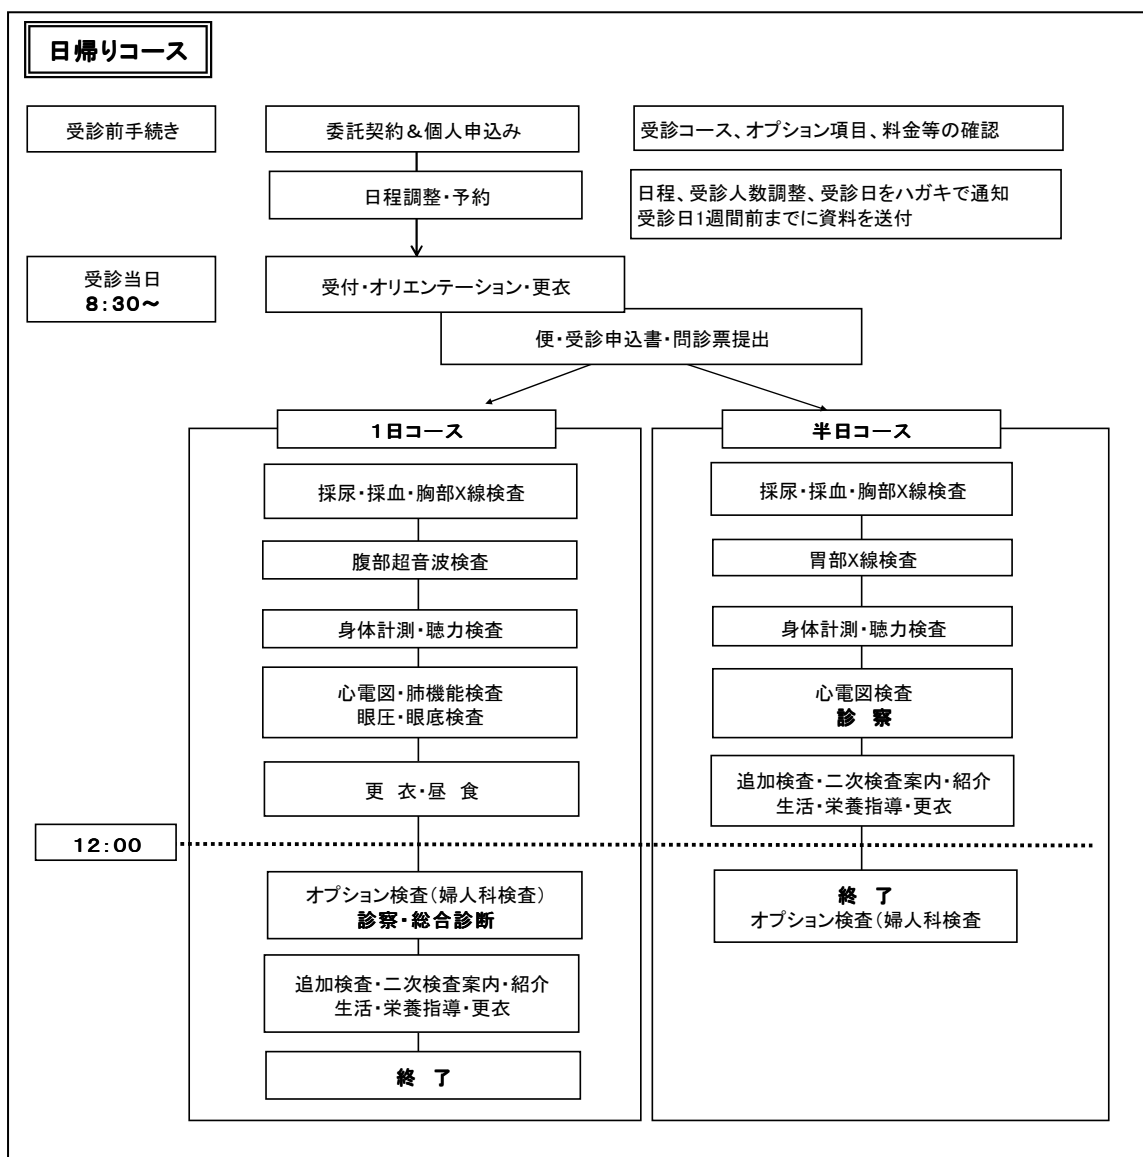 日帰りコース
受診前手続き
委託契約&個人申込み
受診コース、オプション項目、料金等の確認
日程調整・予約
日程、受診人数調整、受診日をハガキで通知
受診日1週間前までに資料を送付
受診当日
8:30~
受付・オリエンテーション・更衣
便・受診申込書・問診票提出
1日コース
採尿・採血・胸部X線検査
腹部超音波検査
身体計測・聴力検査
心電図・肺機能検査
眼圧・眼底検査
更 衣・昼 食
半日コース
採尿・採血・胸部X線検査
胃部X線検査
身体計測・聴力検査
心電図検査
診 察
追加検査・二次検査案内・紹介
生活・栄養指導・更衣
12:00
オプション検査(婦人科検査)
診察・総合診断
追加検査・二次検査案内・紹介
生活・栄養指導・更衣
終 了
終 了
オプション検査(婦人科検査